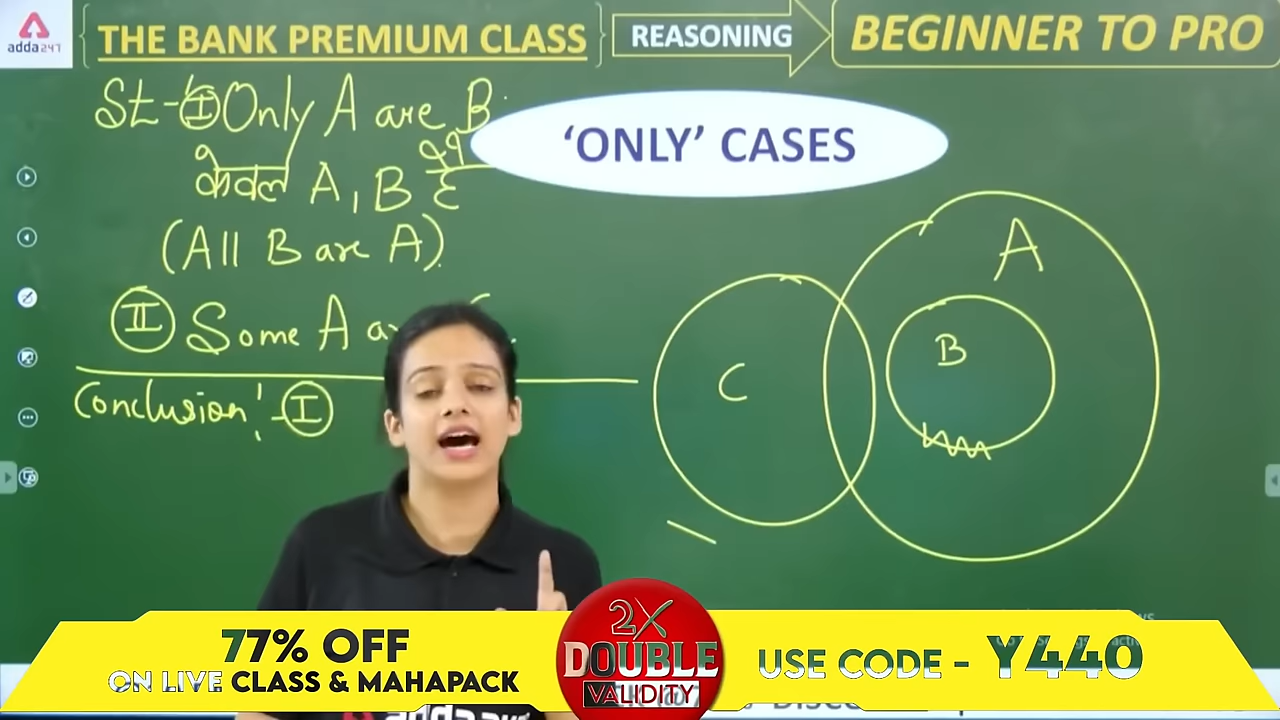 adda247
THE BANK PREMIUM CLASS
REASONING
BEGINNER TO PRO
St-(I) Only A are B.
'ONLY' CASES
केवल A, B है
(All B are A).
(II) Some A a
Conclusion:- (I)
A
B
C
77% OFF
ON LIVE CLASS & MAHAPACK
2X
DOUBLE
VALIDITY
USE CODE - Y440
adda247